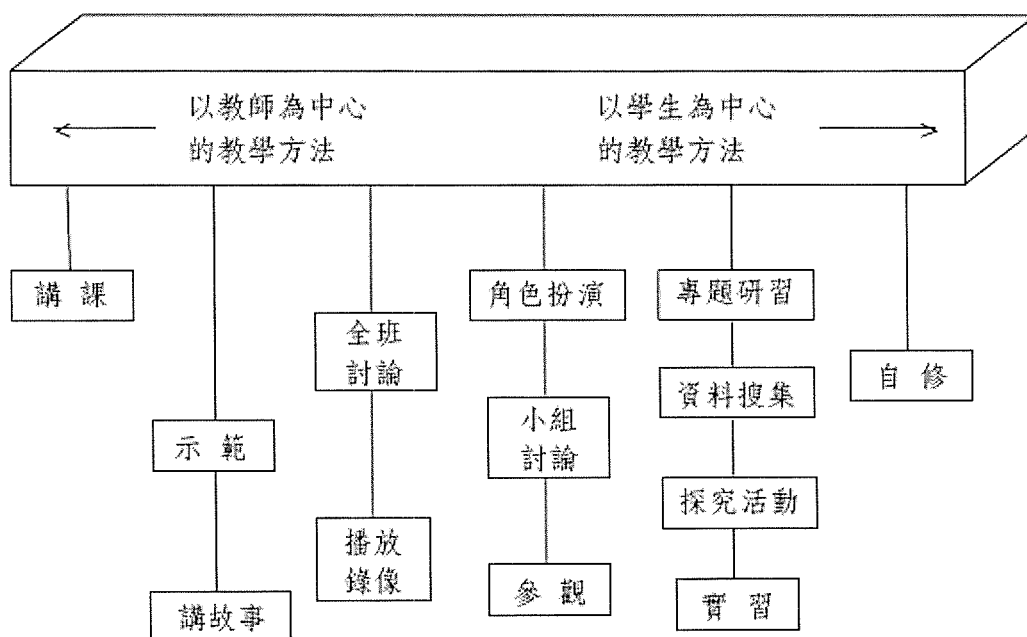 以教師為中心
的教學方法
以學生為中心
的教學方法
講課
示範
講故事
全班
討論
播放
錄像
角色扮演
小組
討論
參觀
專題研習
資料搜集
探究活動
實習
自修